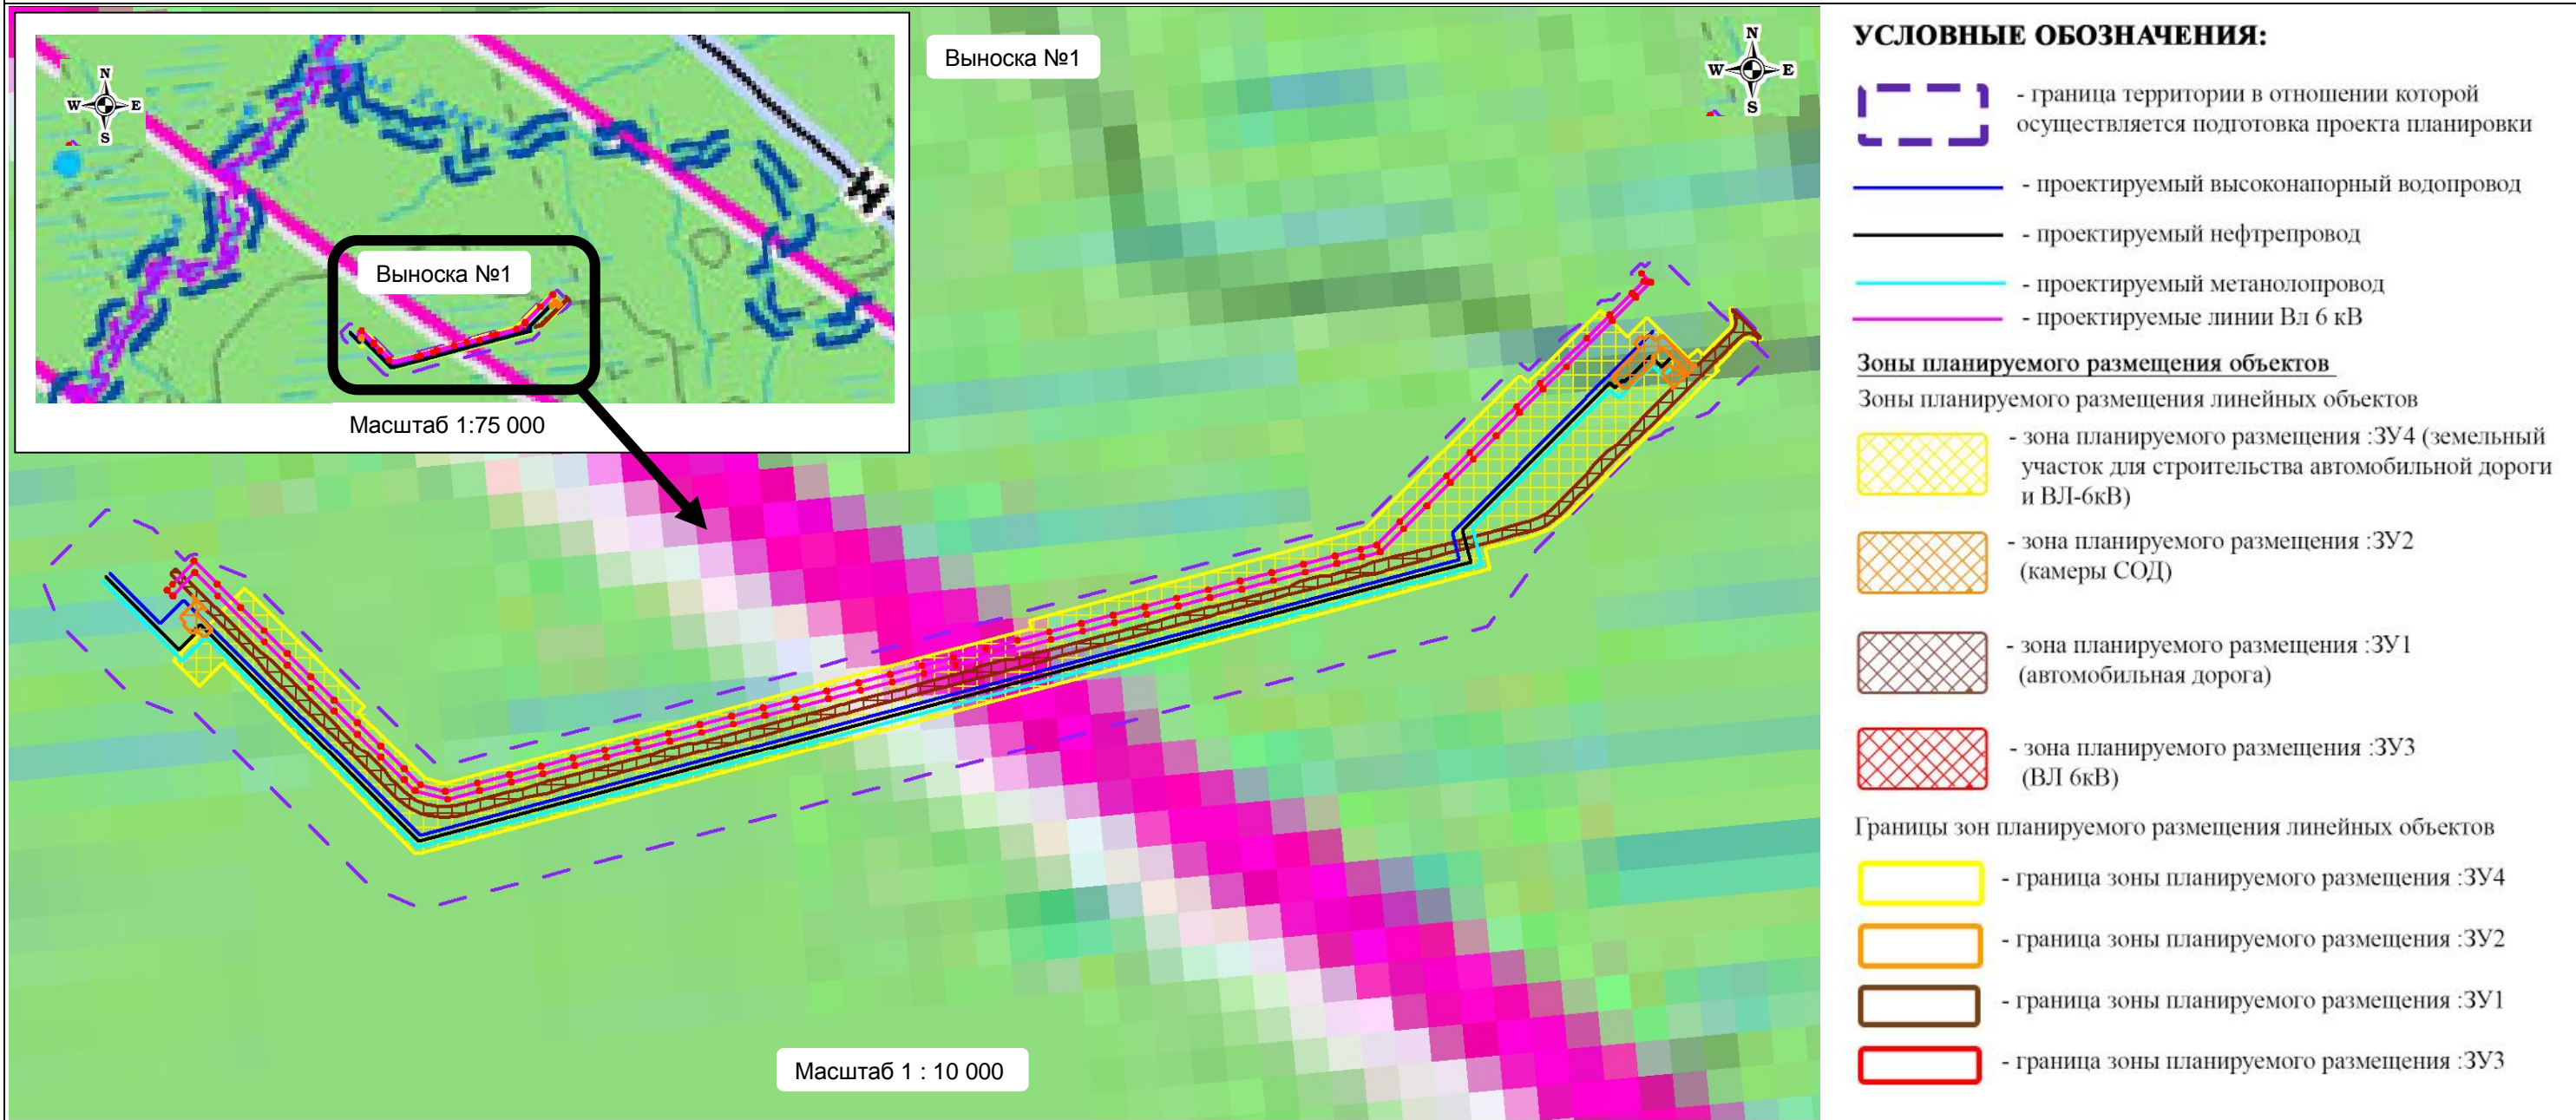 N
W E
S
Выноска №1
Масштаб 1:75 000
Выноска №1
N
W E
S
Масштаб 1 : 10 000
УСЛОВНЫЕ ОБОЗНАЧЕНИЯ:
- граница территории в отношении которой
осуществляется подготовка проекта планировки
- проектируемый высоконапорный водопровод
- проектируемый нефтрепровод
- проектируемый метанолопровод
- проектируемые линии Вл 6 кВ
Зоны планируемого размещения объектов
Зоны планируемого размещения линейных объектов
- зона планируемого размещения :ЗУ4 (земельный
участок для строительства автомобильной дороги
и ВЛ-6кВ)
- зона планируемого размещения :ЗУ2
(камеры СОД)
- зона планируемого размещения :ЗУ1
(автомобильная дорога)
- зона планируемого размещения :ЗУ3
(ВЛ 6кВ)
Границы зон планируемого размещения линейных объектов
- граница зоны планируемого размещения :ЗУ4
- граница зоны планируемого размещения :ЗУ2
- граница зоны планируемого размещения :ЗУ1
- граница зоны планируемого размещения :ЗУ3